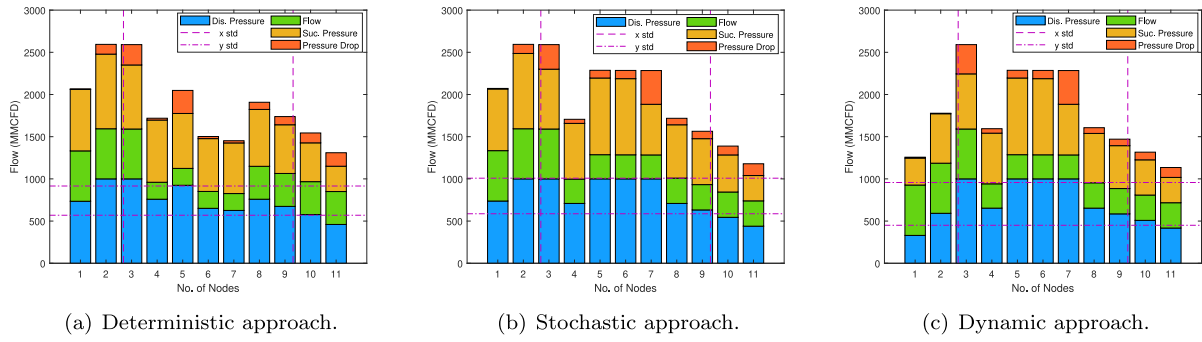 Dis. Pressure
Flow
x std
Suc. Pressure
y std
Pressure Drop
3000
2500
2000
1500
1000
500
0
Flow (MMCFD)
1 2 3 4 5 6 7 8 9 10 11
No. of Nodes
(a) Deterministic approach.
Dis. Pressure
Flow
x std
Suc. Pressure
y std
Pressure Drop
3000
2500
2000
1500
1000
500
0
Flow (MMCFD)
1 2 3 4 5 6 7 8 9 10 11
No. of Nodes
(b) Stochastic approach.
Dis. Pressure
Flow
x std
Suc. Pressure
y std
Pressure Drop
3000
2500
2000
1500
1000
500
0
Flow (MMCFD)
1 2 3 4 5 6 7 8 9 10 11
No. of Nodes
(c) Dynamic approach.